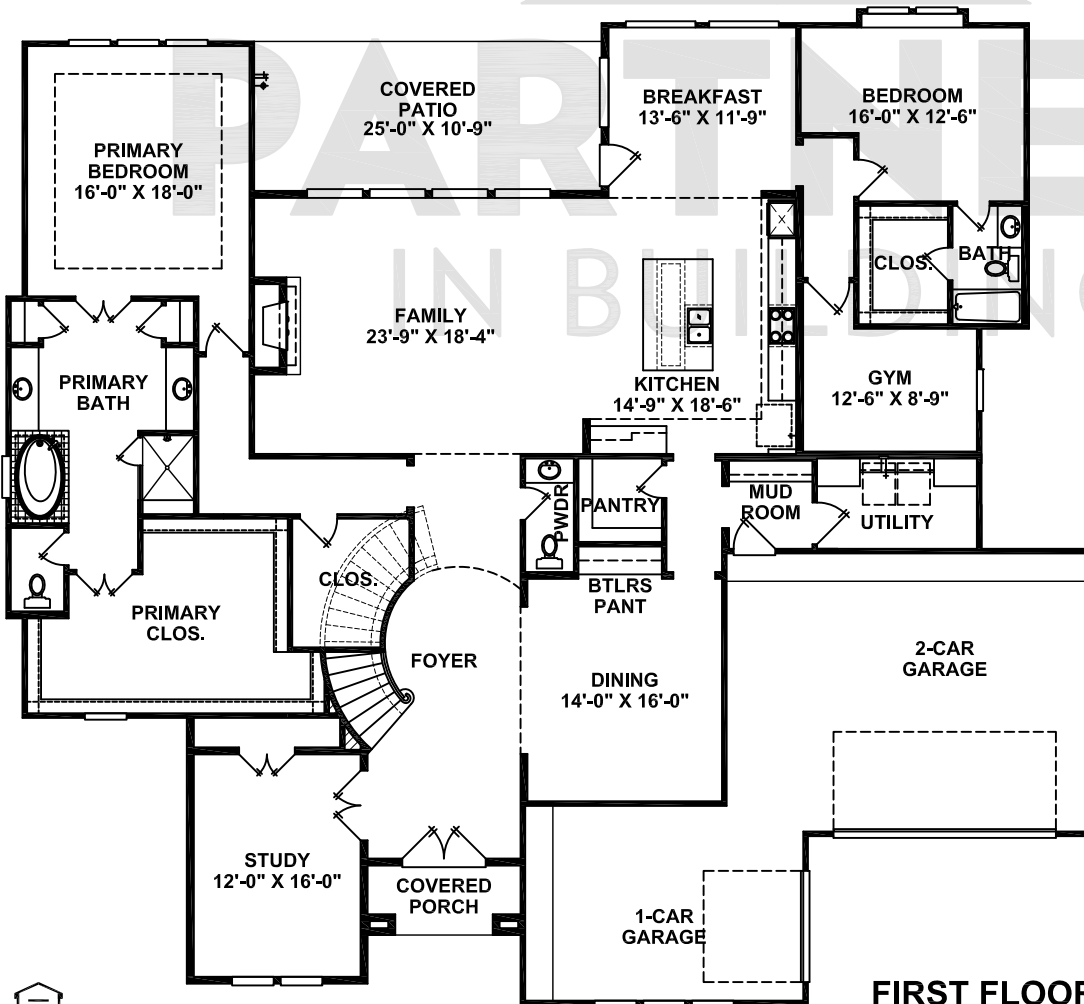 PARTNE
IN BUILDING
COVERED
PATIO
25'-0" X 10'-9"
BREAKFAST
13'-6" X 11'-9"
BEDROOM
16'-0" X 12'-6"
PRIMARY
BEDROOM
16'-0" X 18'-0"
CLOS.
BATH
FAMILY
23'-9" X 18'-4"
KITCHEN
14'-9" X 18'-6"
GYM
12'-6" X 8'-9"
PRIMARY
BATH
PWDR
PANTRY
MUD
ROOM
UTILITY
CLOS.
BTLRS
PANT
PRIMARY
CLOS.
FOYER
DINING
14'-0" X 16'-0"
2-CAR
GARAGE
STUDY
12'-0" X 16'-0"
COVERED
PORCH
1-CAR
GARAGE
FIRST FLOOR